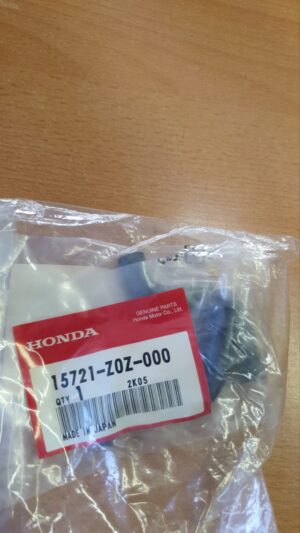 HONDA
GENUINE PARTS
Honda Motor Co., Ltd.
15721-Z0Z-000
QTY 1
2K05
MADE IN JAPAN